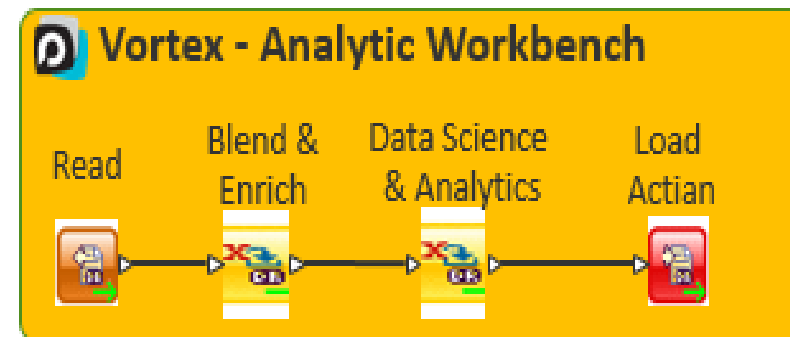 Vortex - Analytic Workbench
Read
Blend &
Enrich
Data Science
& Analytics
Load
Actian